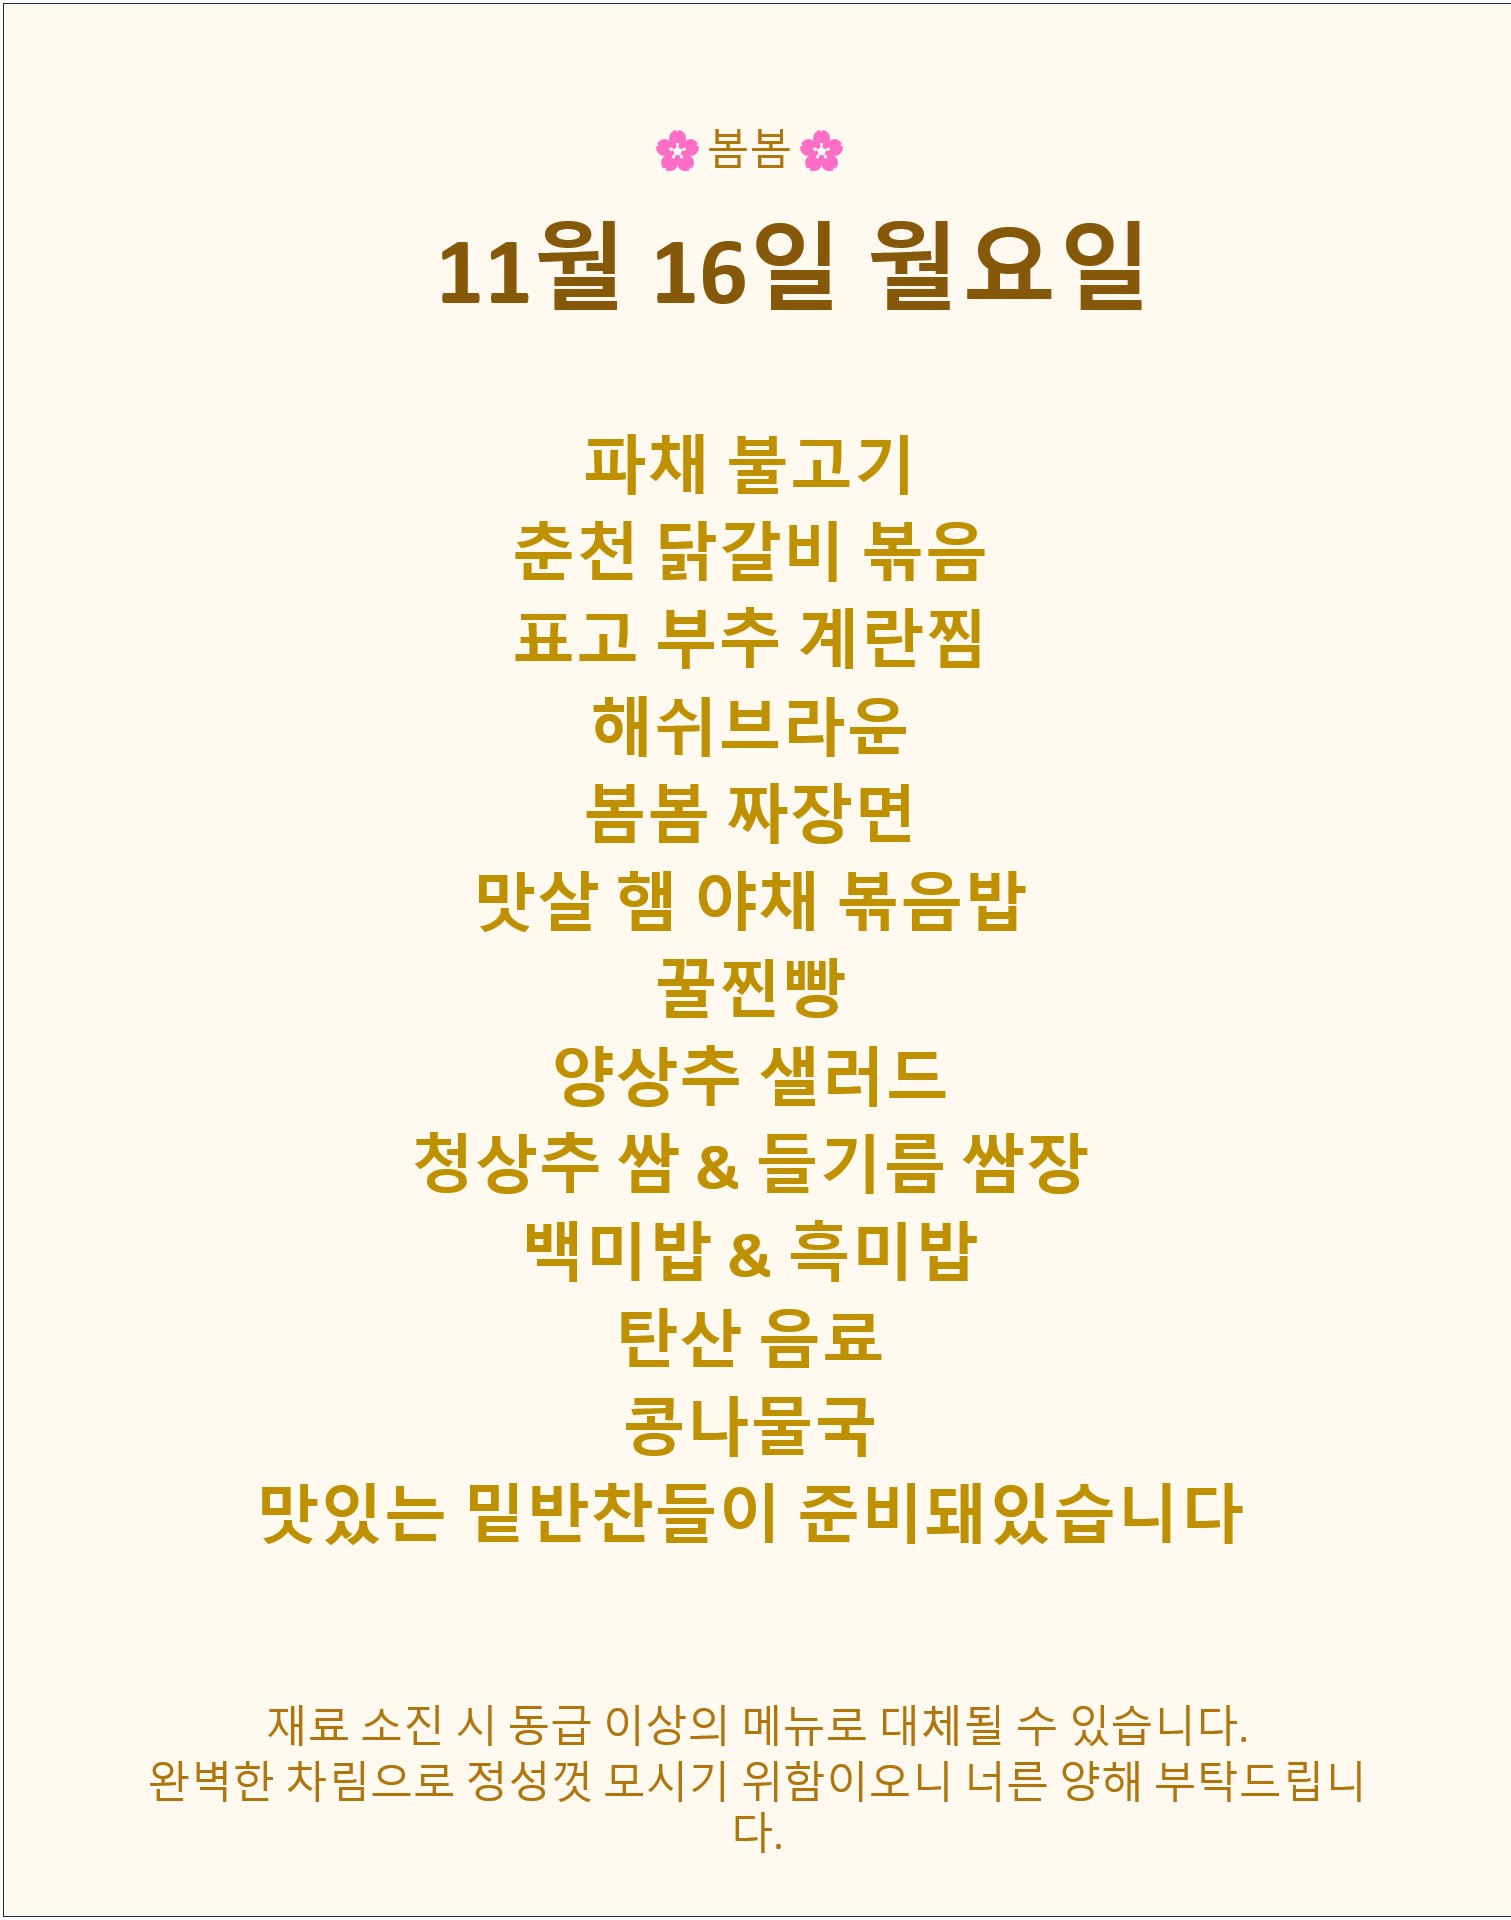 🌸 봄봄 🌸
11월 16일 월요일
파채 불고기
춘천 닭갈비 볶음
표고 부추 계란찜
해쉬브라운
봄봄 짜장면
맛살 햄 야채 볶음밥
꿀찐빵
양상추 샐러드
청상추 쌈 & 들기름 쌈장
백미밥 & 흑미밥
탄산 음료
콩나물국
맛있는 밑반찬들이 준비돼있습니다
재료 소진 시 동급 이상의 메뉴로 대체될 수 있습니다.
완벽한 차림으로 정성껏 모시기 위함이오니 너른 양해 부탁드립니
다.